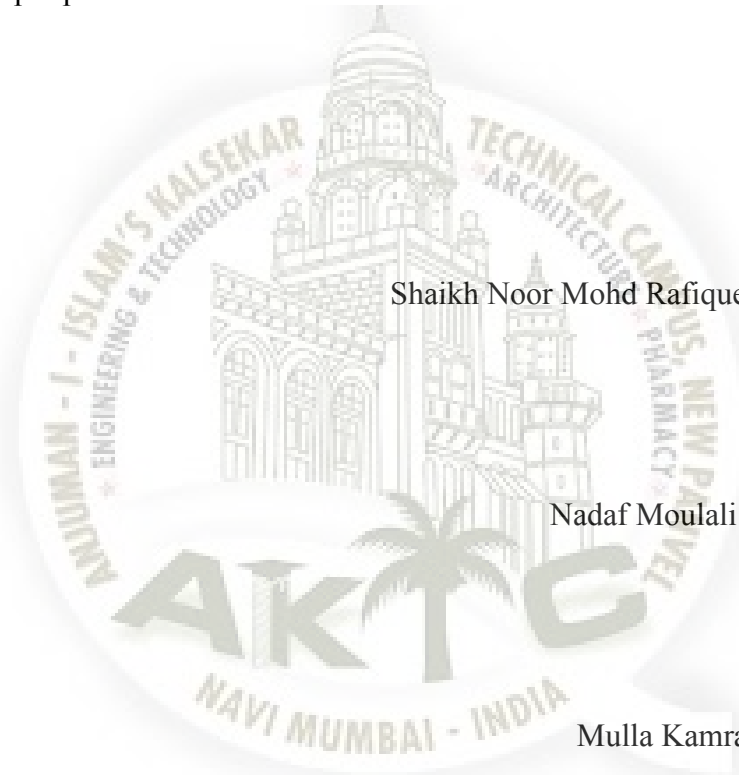 ANJUMAN - I - ISLAM'S KALSEKAR TECHNICAL CAMPUS, NEW PANVEL
ENGINEERING & TECHNOLOGY * ARCHITECTURE * PHARMACY *
Shaikh Noor Mohd Rafique
Nadaf Moulali
AKTC
NAVI MUMBAI - INDIA